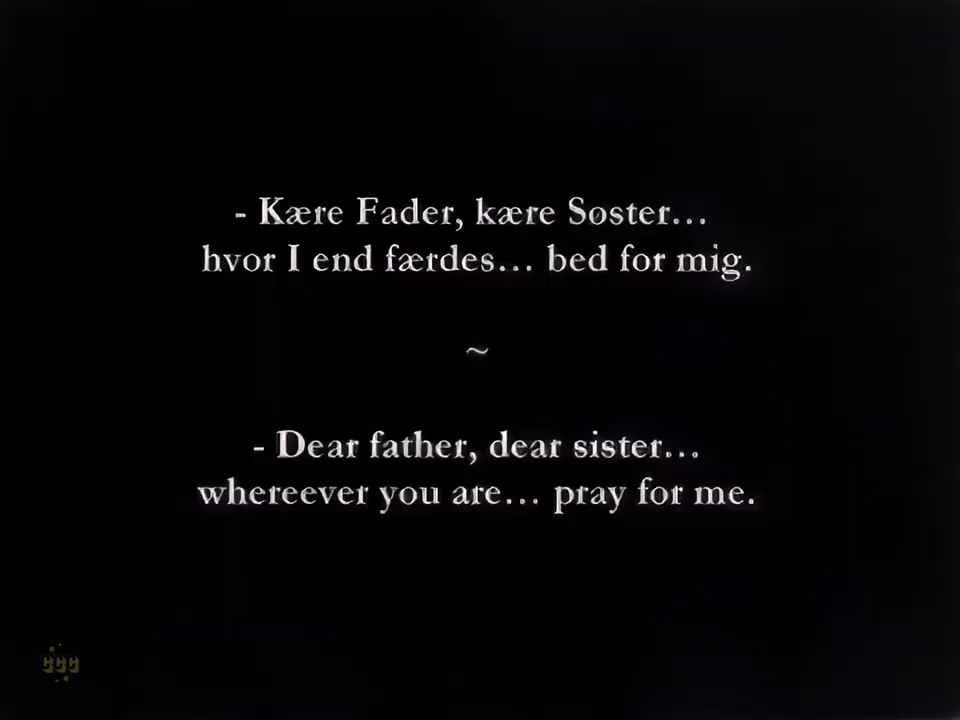 - Kære Fader, kære Søster...
hvor I end færdes... bed for mig.
~
- Dear father, dear sister...
whereever you are... pray for me.
CCC